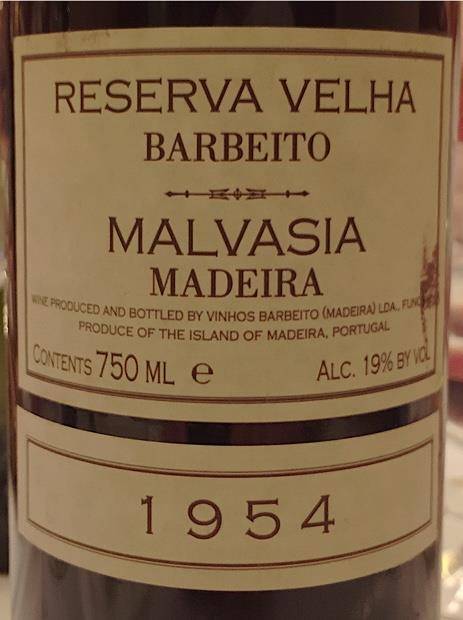 RESERVA VELHA
BARBEITO
MALVASIA
MADEIRA
WINE PRODUCED AND BOTTLED BY VINHOS BARBEITO (MADEIRA) LDA.,
PRODUCE OF THE ISLAND OF MADEIRA, PORTUGAL
CONTENTS 750 ML e ALC. 19% BY VOL
1954